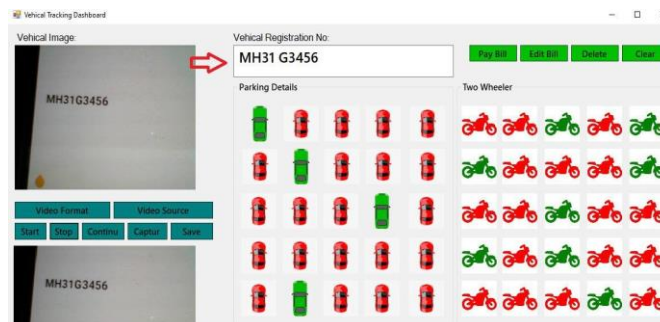 Vehical Tracking Dashboard
Vehical Image:
MH31G3456
Video Format
Video Source
Start
Stop
Continu
Captur
Save
MH31G3456
Vehical Registration No:
MH31 G3456
Pay Bill
Edit Bill
Delete
Clear
Parking Details
Two Wheeler